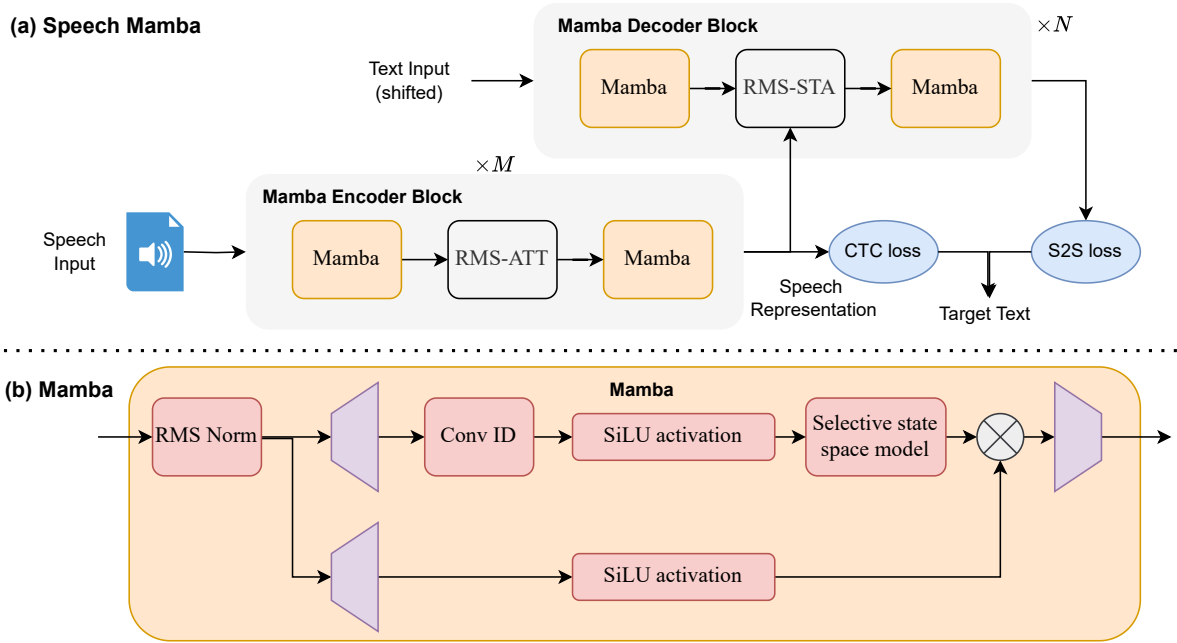 (a) Speech Mamba
Mamba Decoder Block
×N
Text Input
(shifted)
Mamba
RMS-STA
Mamba
×M
Mamba Encoder Block
Speech
Input
Mamba
RMS-ATT
Mamba
CTC loss
S2S loss
Speech
Representation
Target Text
(b) Mamba
Mamba
RMS Norm
Conv ID
SiLU activation
Selective state
space model
SiLU activation